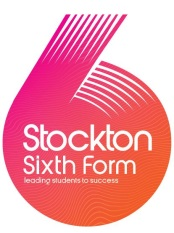 Stockton
Sixth Form
leading students to success